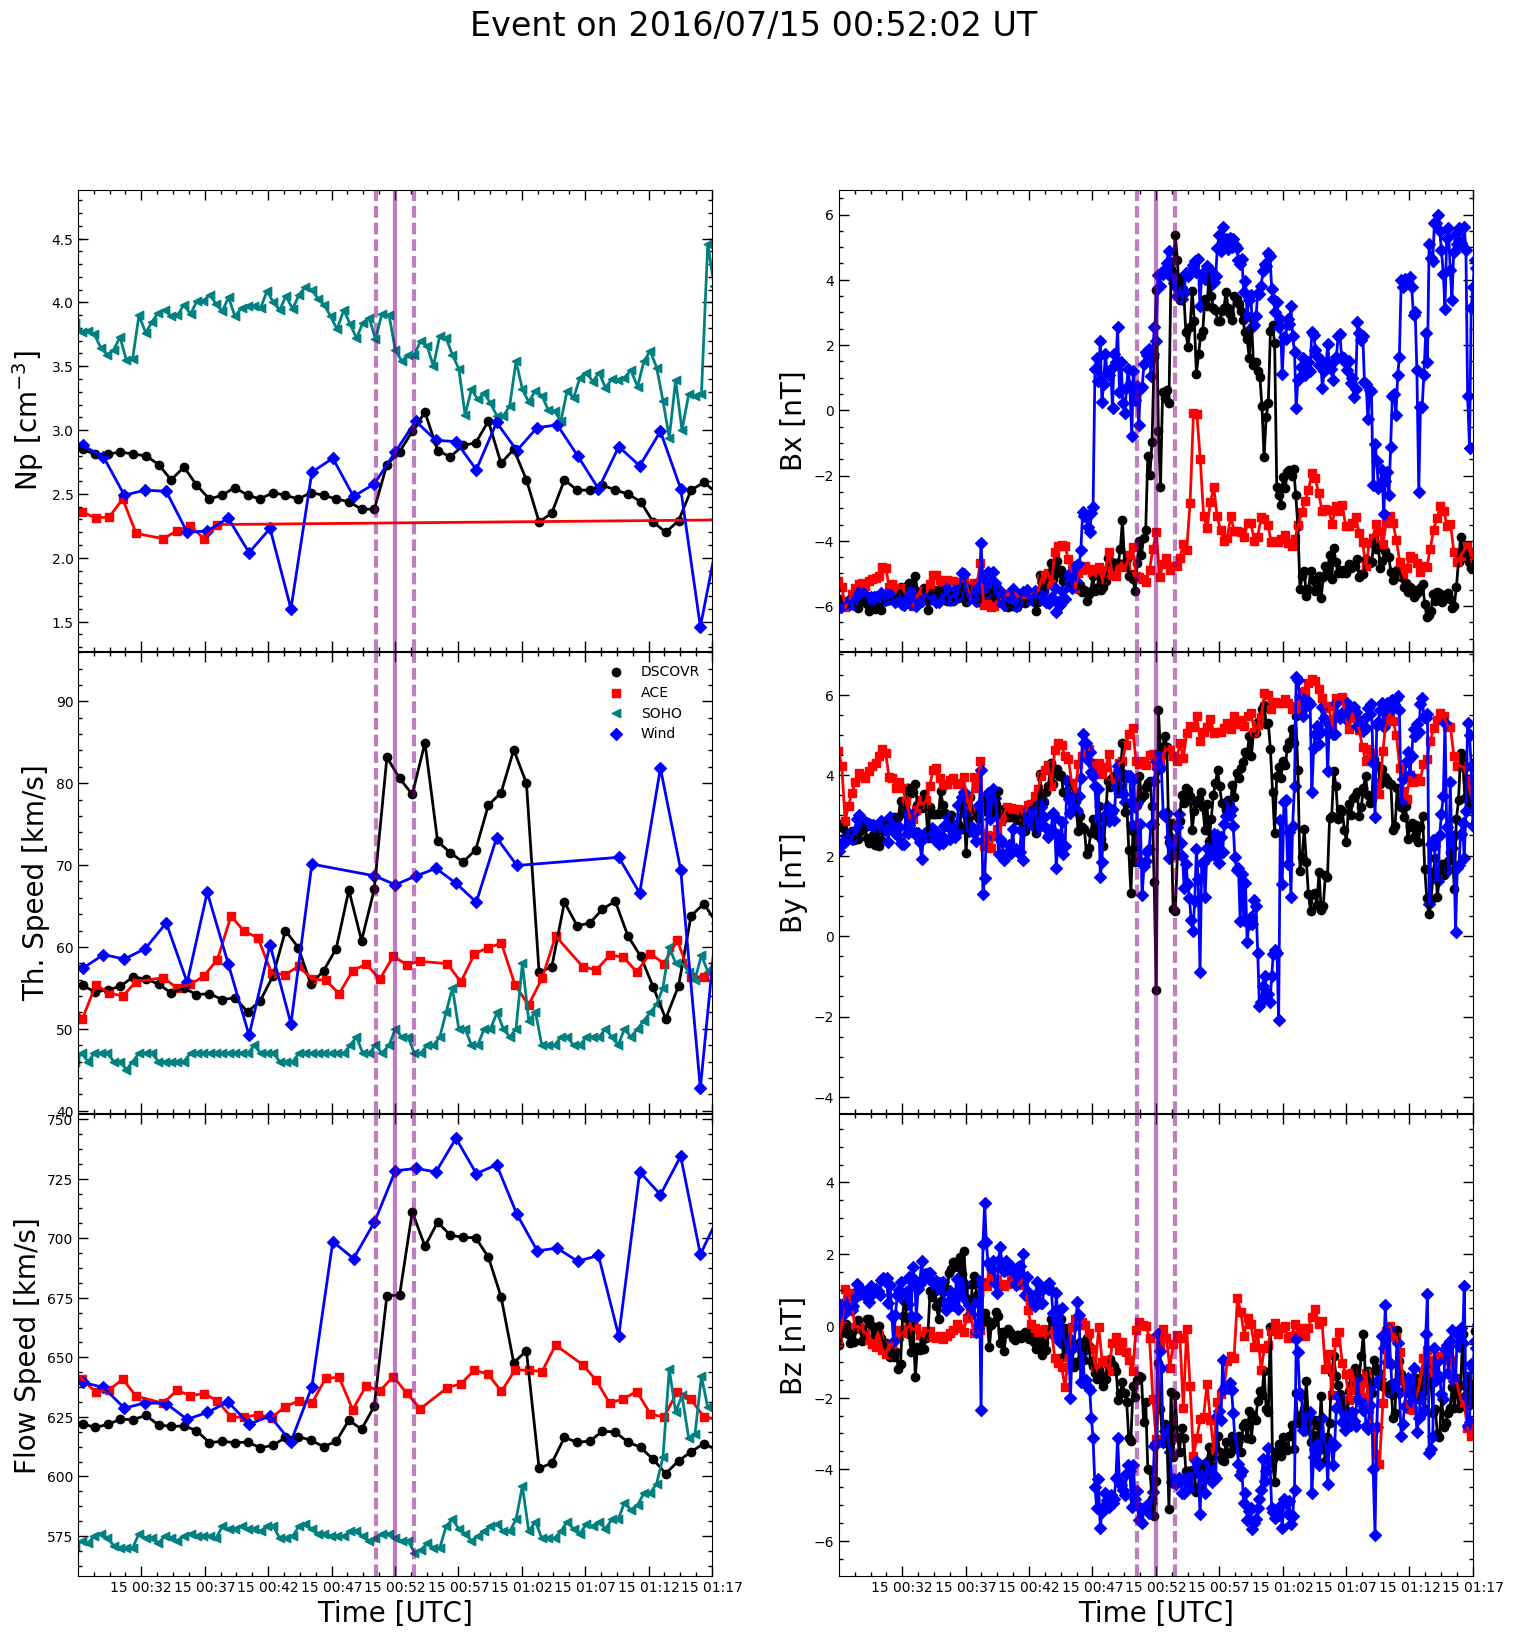 Event on 2016/07/15 00:52:02 UT
Np [cm⁻³]
4.5
4.0
3.5
3.0
2.5
2.0
1.5
Bx [nT]
6
4
2
0
−2
−4
−6
Th. Speed [km/s]
90
80
70
60
50
40
DSCOVR
ACE
SOHO
Wind
By [nT]
6
4
2
0
−2
−4
Flow Speed [km/s]
750
725
700
675
650
625
600
575
Bz [nT]
4
2
0
−2
−4
−6
15 00:32 15 00:37 15 00:42 15 00:47 15 00:52 15 00:57 15 01:02 15 01:07 15 01:12 15 01:17
Time [UTC]
15 00:32 15 00:37 15 00:42 15 00:47 15 00:52 15 00:57 15 01:02 15 01:07 15 01:12 15 01:17
Time [UTC]